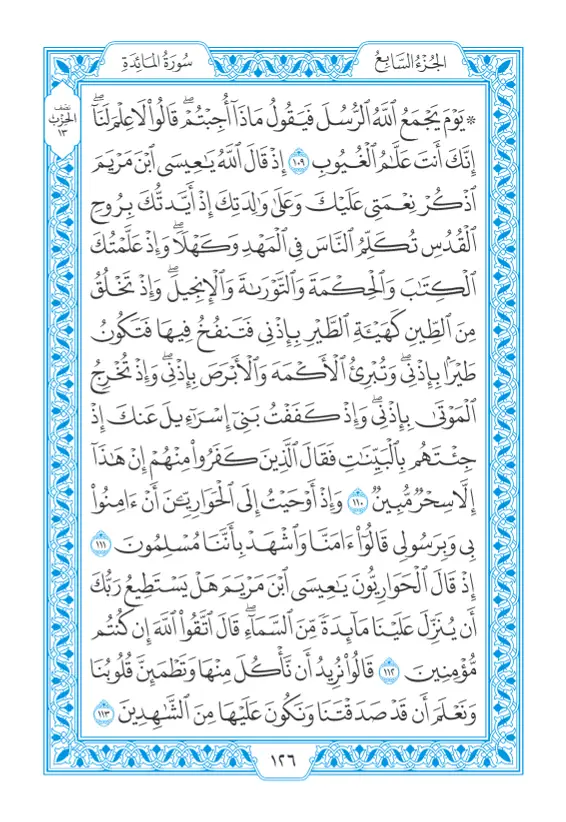 الجُزْءُ السَّابِعُ
سُورَةُ المَائِدَةِ
نصف
الحِزْب
١٣
۞ يَوْمَ يَجْمَعُ ٱللَّهُ ٱلرُّسُلَ فَيَقُولُ مَاذَآ أُجِبْتُمْۖ قَالُوا۟ لَا عِلْمَ لَنَآۖ
إِنَّكَ أَنتَ عَلَّٰمُ ٱلْغُيُوبِ ١٠٩ إِذْ قَالَ ٱللَّهُ يَٰعِيسَى ٱبْنَ مَرْيَمَ
ٱذْكُرْ نِعْمَتِى عَلَيْكَ وَعَلَىٰ وَٰلِدَتِكَ إِذْ أَيَّدتُّكَ بِرُوحِ
ٱلْقُدُسِ تُكَلِّمُ ٱلنَّاسَ فِى ٱلْمَهْدِ وَكَهْلًاۖ وَإِذْ عَلَّمْتُكَ
ٱلْكِتَٰبَ وَٱلْحِكْمَةَ وَٱلتَّوْرَىٰةَ وَٱلْإِنجِيلَۖ وَإِذْ تَخْلُقُ
مِنَ ٱلطِّينِ كَهَيْـَٔةِ ٱلطَّيْرِ بِإِذْنِى فَتَنفُخُ فِيهَا فَتَكُونُ
طَيْرًۢا بِإِذْنِىۖ وَتُبْرِئُ ٱلْأَكْمَهَ وَٱلْأَبْرَصَ بِإِذْنِىۖ وَإِذْ تُخْرِجُ
ٱلْمَوْتَىٰ بِإِذْنِىۖ وَإِذْ كَفَفْتُ بَنِىٓ إِسْرَٰٓءِيلَ عَنكَ إِذْ
جِئْتَهُم بِٱلْبَيِّنَٰتِ فَقَالَ ٱلَّذِينَ كَفَرُوا۟ مِنْهُمْ إِنْ هَٰذَآ
إِلَّا سِحْرٌ مُّبِينٌ ١١٠ وَإِذْ أَوْحَيْتُ إِلَى ٱلْحَوَارِيِّـۧنَ أَنْ ءَامِنُوا۟
بِى وَبِرَسُولِى قَالُوٓا۟ ءَامَنَّا وَٱشْهَدْ بِأَنَّنَا مُسْلِمُونَ ١١١
إِذْ قَالَ ٱلْحَوَارِيُّونَ يَٰعِيسَى ٱبْنَ مَرْيَمَ هَلْ يَسْتَطِيعُ رَبُّكَ
أَن يُنَزِّلَ عَلَيْنَا مَآئِدَةً مِّنَ ٱلسَّمَآءِۖ قَالَ ٱتَّقُوا۟ ٱللَّهَ إِن كُنتُم
مُّؤْمِنِينَ ١١٢ قَالُوا۟ نُرِيدُ أَن نَّأْكُلَ مِنْهَا وَتَطْمَئِنَّ قُلُوبُنَا
وَنَعْلَمَ أَن قَدْ صَدَقْتَنَا وَنَكُونَ عَلَيْهَا مِنَ ٱلشَّٰهِدِينَ ١١٣
١٢٦